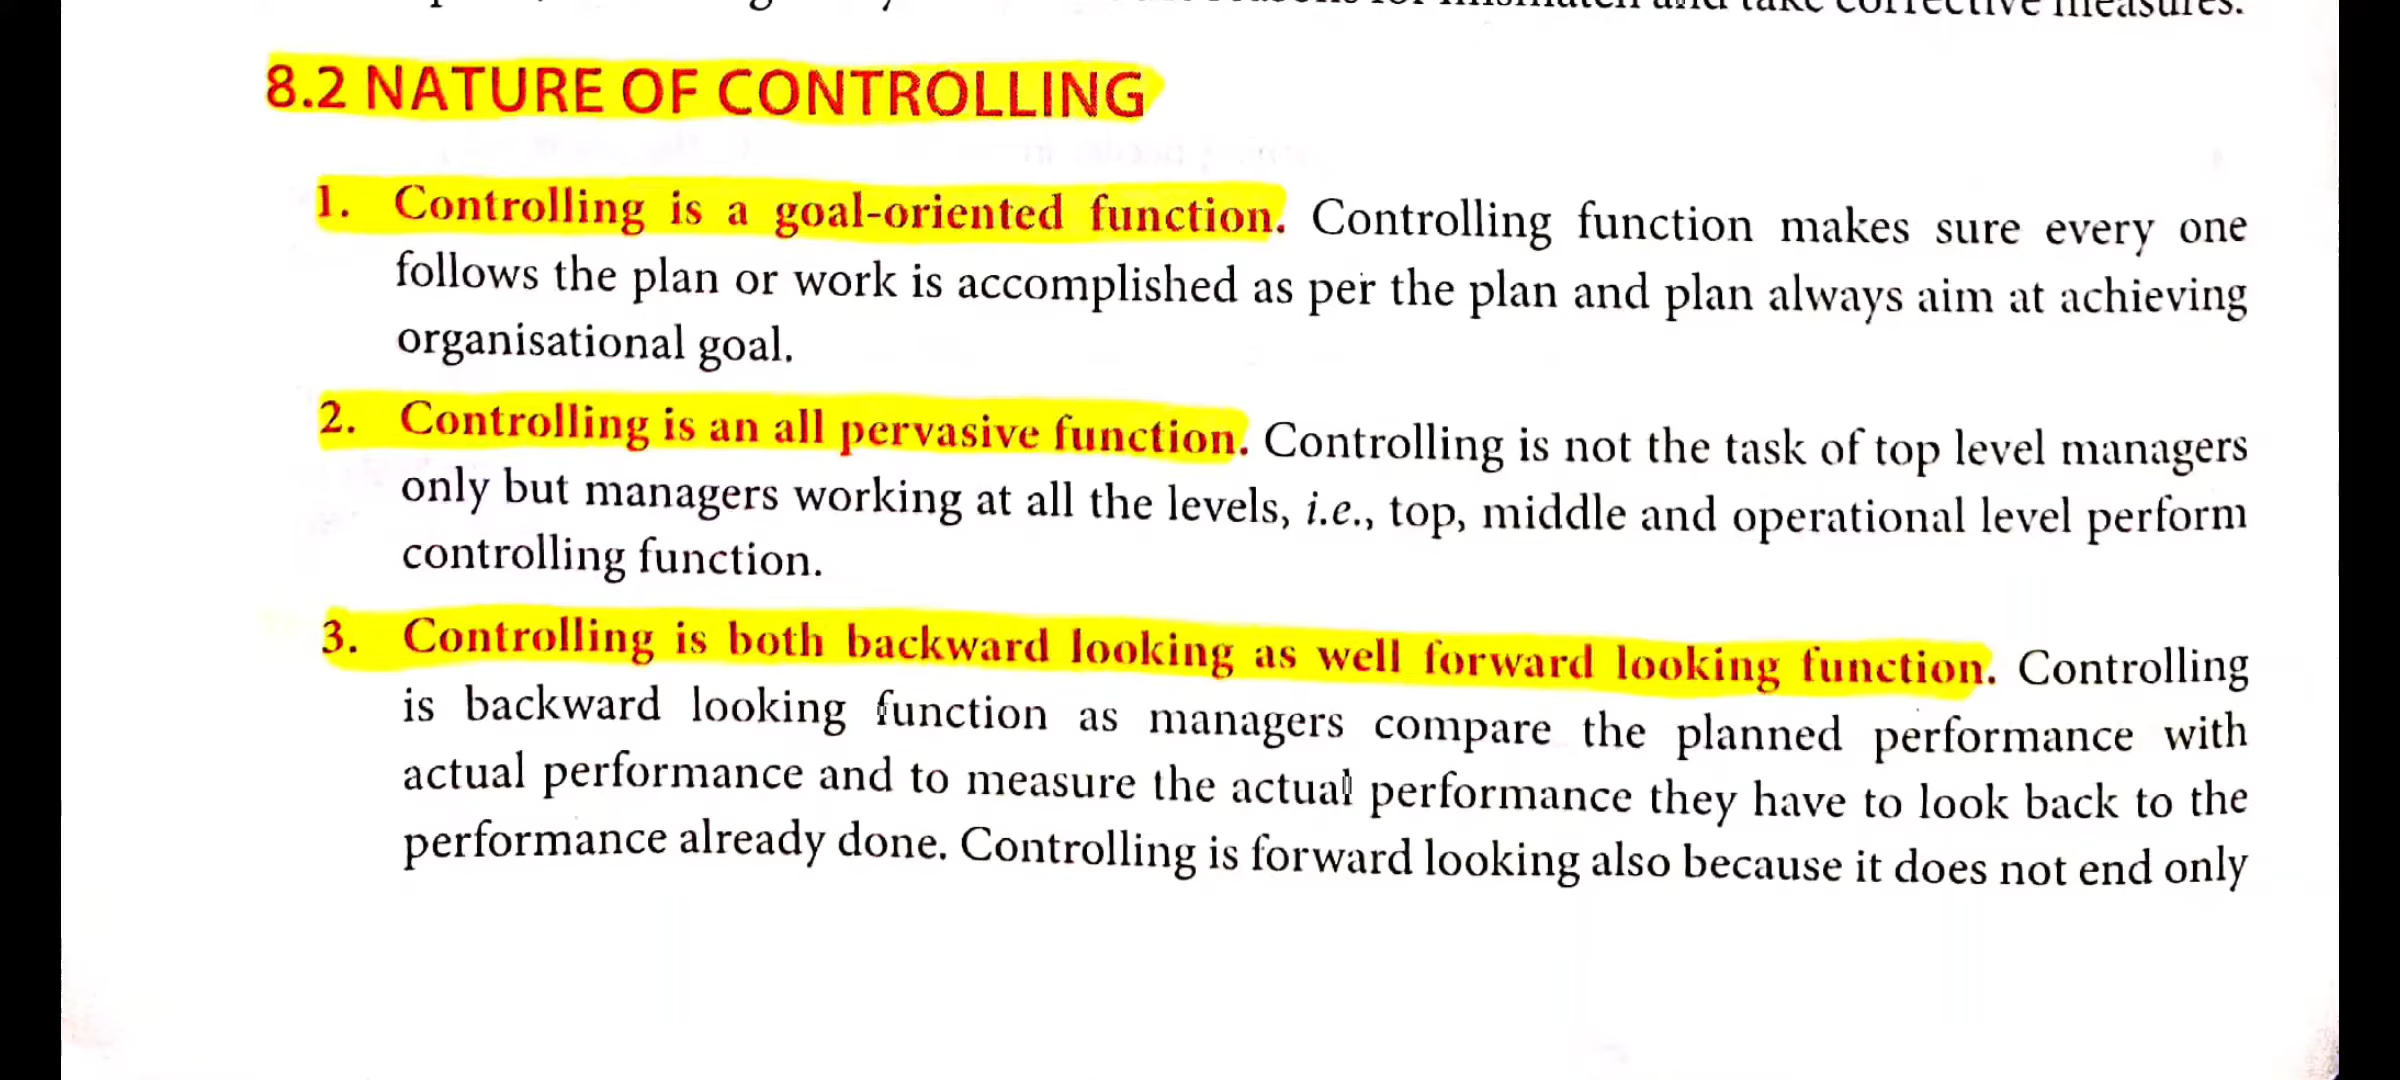 and take corrective measures.
8.2 NATURE OF CONTROLLING
1. Controlling is a goal-oriented function. Controlling function makes sure every one
follows the plan or work is accomplished as per the plan and plan always aim at achieving
organisational goal.
2. Controlling is an all pervasive function. Controlling is not the task of top level managers
only but managers working at all the levels, i.e., top, middle and operational level perform
controlling function.
3. Controlling is both backward looking as well forward looking function. Controlling
is backward looking function as managers compare the planned performance with
actual performance and to measure the actual performance they have to look back to the
performance already done. Controlling is forward looking also because it does not end only